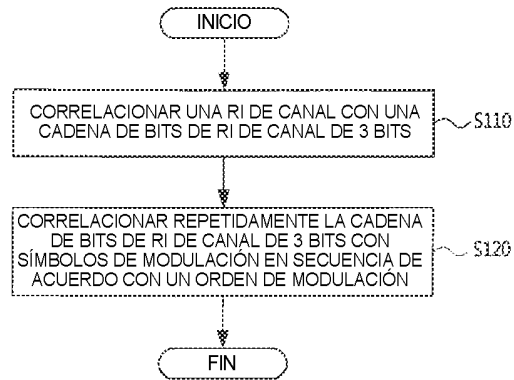 INICIO
CORRELACIONAR UNA RI DE CANAL CON UNA
CADENA DE BITS DE RI DE CANAL DE 3 BITS
S110
CORRELACIONAR REPETIDAMENTE LA CADENA
DE BITS DE RI DE CANAL DE 3 BITS CON
SÍMBOLOS DE MODULACIÓN EN SECUENCIA DE
ACUERDO CON UN ORDEN DE MODULACIÓN
S120
FIN